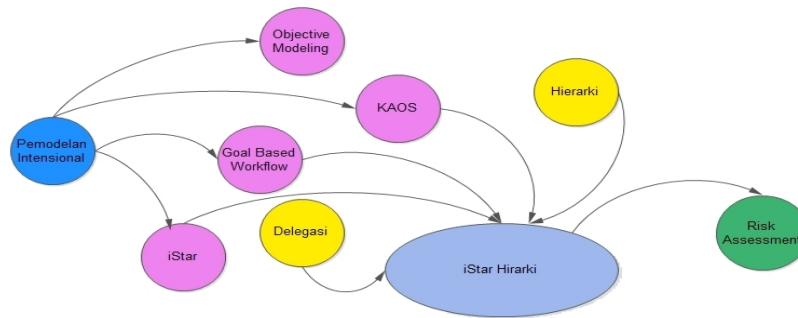 Objective
Modeling
KAOS
Hierarki
Pemodelan
Intensional
Goal Based
Workflow
Delegasi
iStar
iStar Hirarki
Risk
Assessment